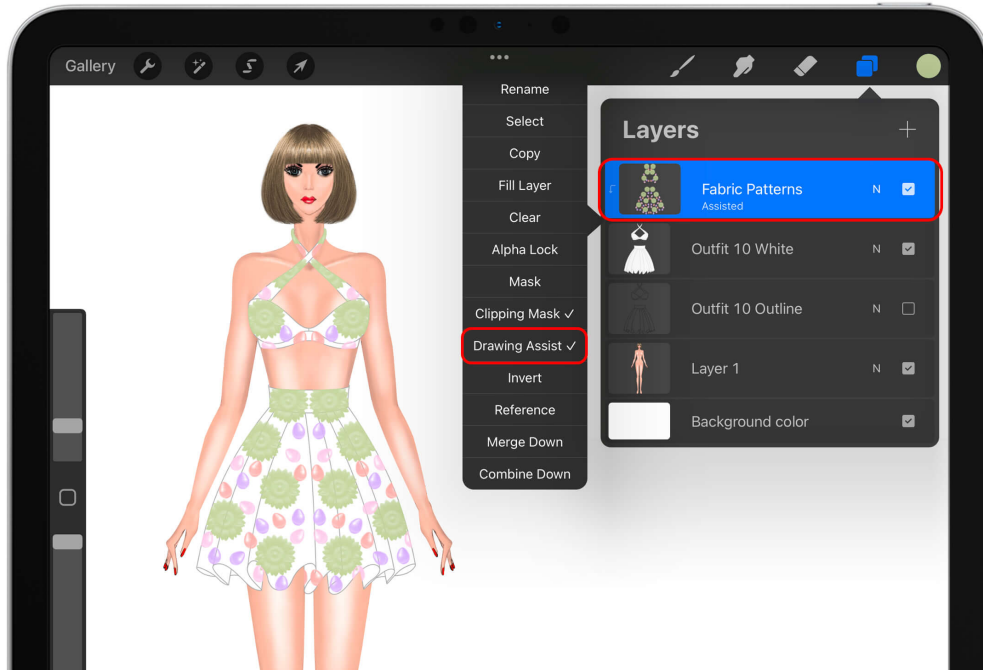 Gallery
Rename
Select
Copy
Fill Layer
Clear
Alpha Lock
Mask
Clipping Mask ✓
Drawing Assist ✓
Invert
Reference
Merge Down
Combine Down
Layers
Fabric Patterns N
Assisted
Outfit 10 White N
Outfit 10 Outline N
Layer 1 N
Background color